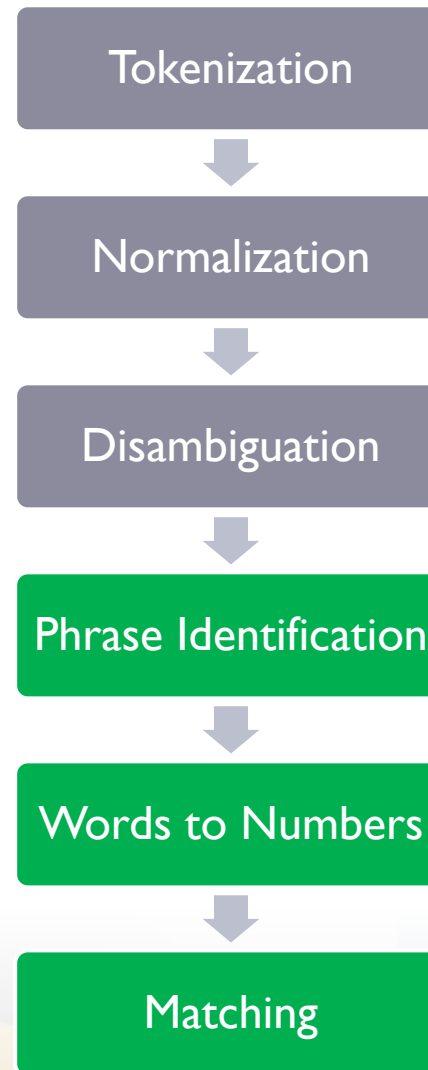 Tokenization
Normalization
Disambiguation
Phrase Identification
Words to Numbers
Matching